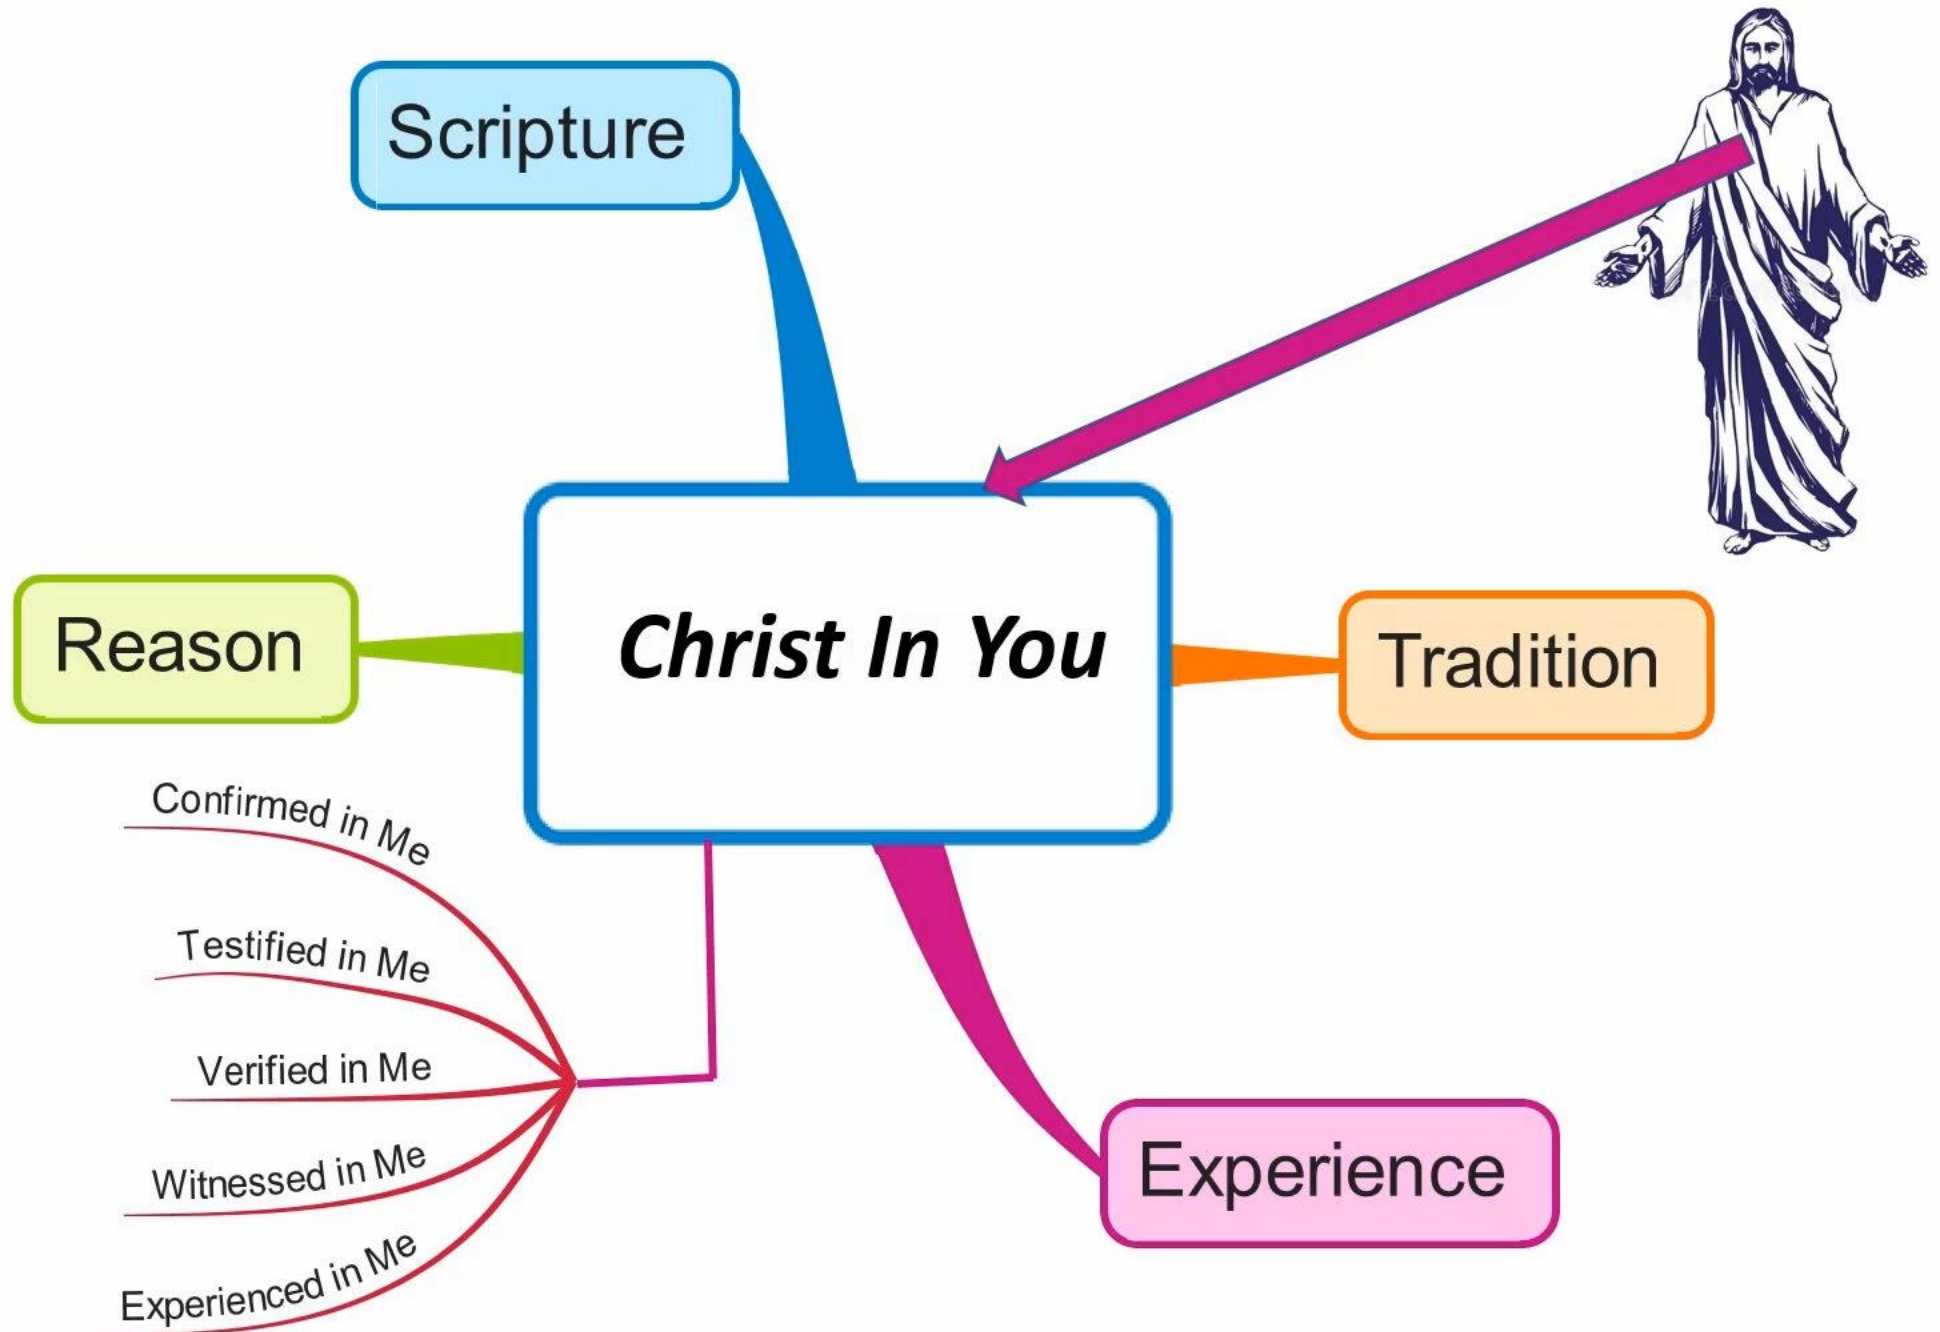 Scripture
Christ In You
Reason
Tradition
Confirmed in Me
Testified in Me
Verified in Me
Witnessed in Me
Experienced in Me
Experience